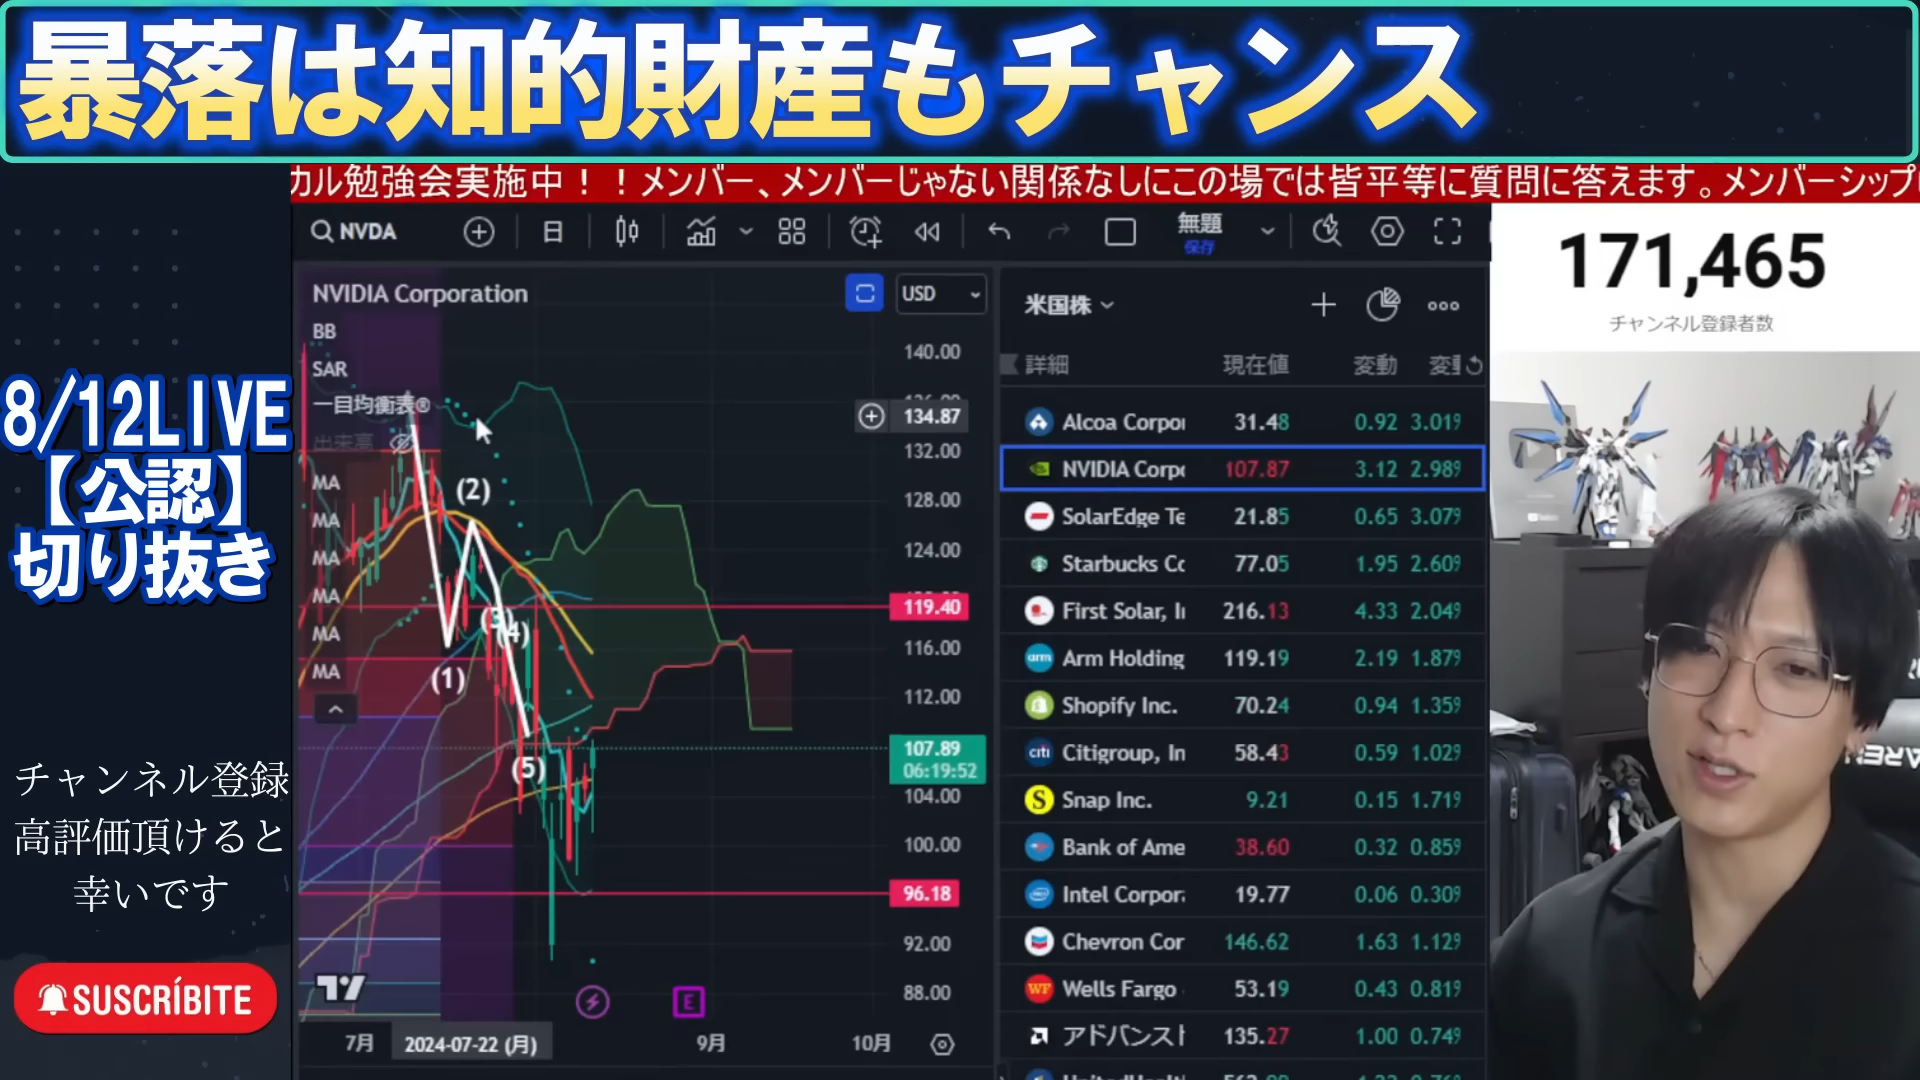 暴落は知的財産もチャンス
カル勉強会実施中！！メンバー、メンバーじゃない関係なしにこの場では皆平等に質問に答えます。メンバーシップ
8/12LIVE
【公認】
切り抜き
チャンネル登録
高評価頂けると
幸いです
SUSCRÍBITE
NVDA
日
無題
保存
NVIDIA Corporation
USD
BB
SAR
一目均衡表®
出来高
MA
MA
MA
MA
MA
MA
(1)
(2)
(3)
(4)
(5)
140.00
134.87
132.00
128.00
124.00
119.40
116.00
112.00
107.89
06:19:52
104.00
100.00
96.18
92.00
88.00
E
7月
2024-07-22 (月)
9月
10月
米国株
詳細 現在値 変動 変動
Alcoa Corpor 31.48 0.92 3.01%
NVIDIA Corpo 107.87 3.12 2.98%
SolarEdge Te 21.85 0.65 3.07%
Starbucks Co 77.05 1.95 2.60%
First Solar, In 216.13 4.33 2.04%
arm Arm Holding 119.19 2.19 1.87%
Shopify Inc. 70.24 0.94 1.35%
citi Citigroup, In 58.43 0.59 1.02%
S Snap Inc. 9.21 0.15 1.71%
Bank of Ame 38.60 0.32 0.85%
Intel Corpor 19.77 0.06 0.30%
Chevron Cor 146.62 1.63 1.12%
WF Wells Fargo 53.19 0.43 0.81%
アドバンスト 135.27 1.00 0.74%
171,465
チャンネル登録者数